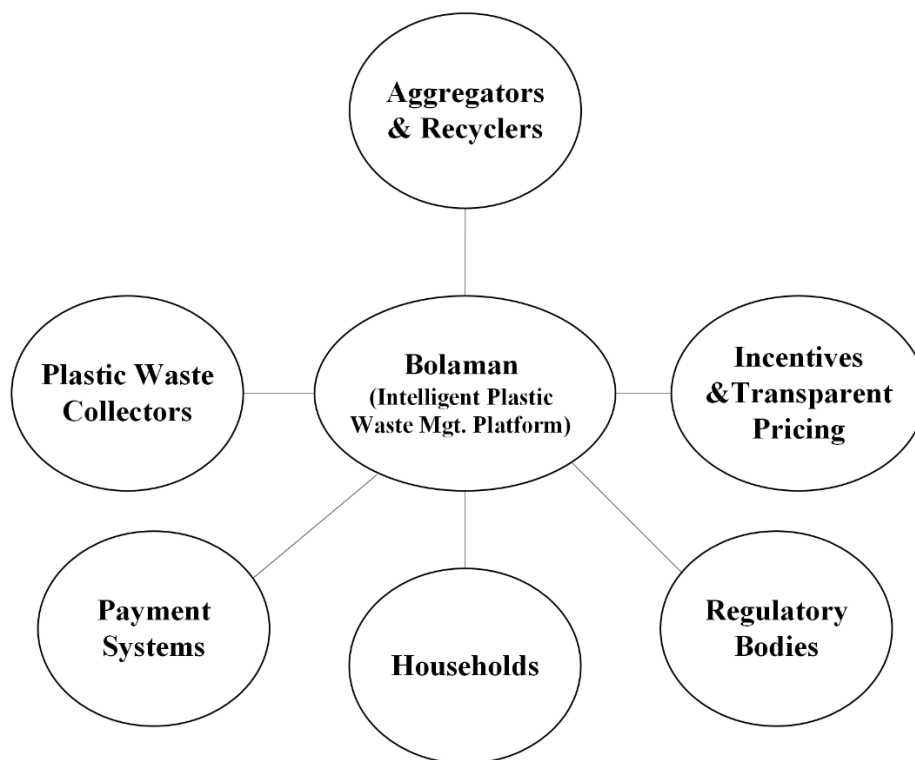 Aggregators
& Recyclers
Plastic Waste
Collectors
Bolaman
(Intelligent Plastic
Waste Mgt. Platform)
Incentives
&Transparent
Pricing
Payment
Systems
Households
Regulatory
Bodies